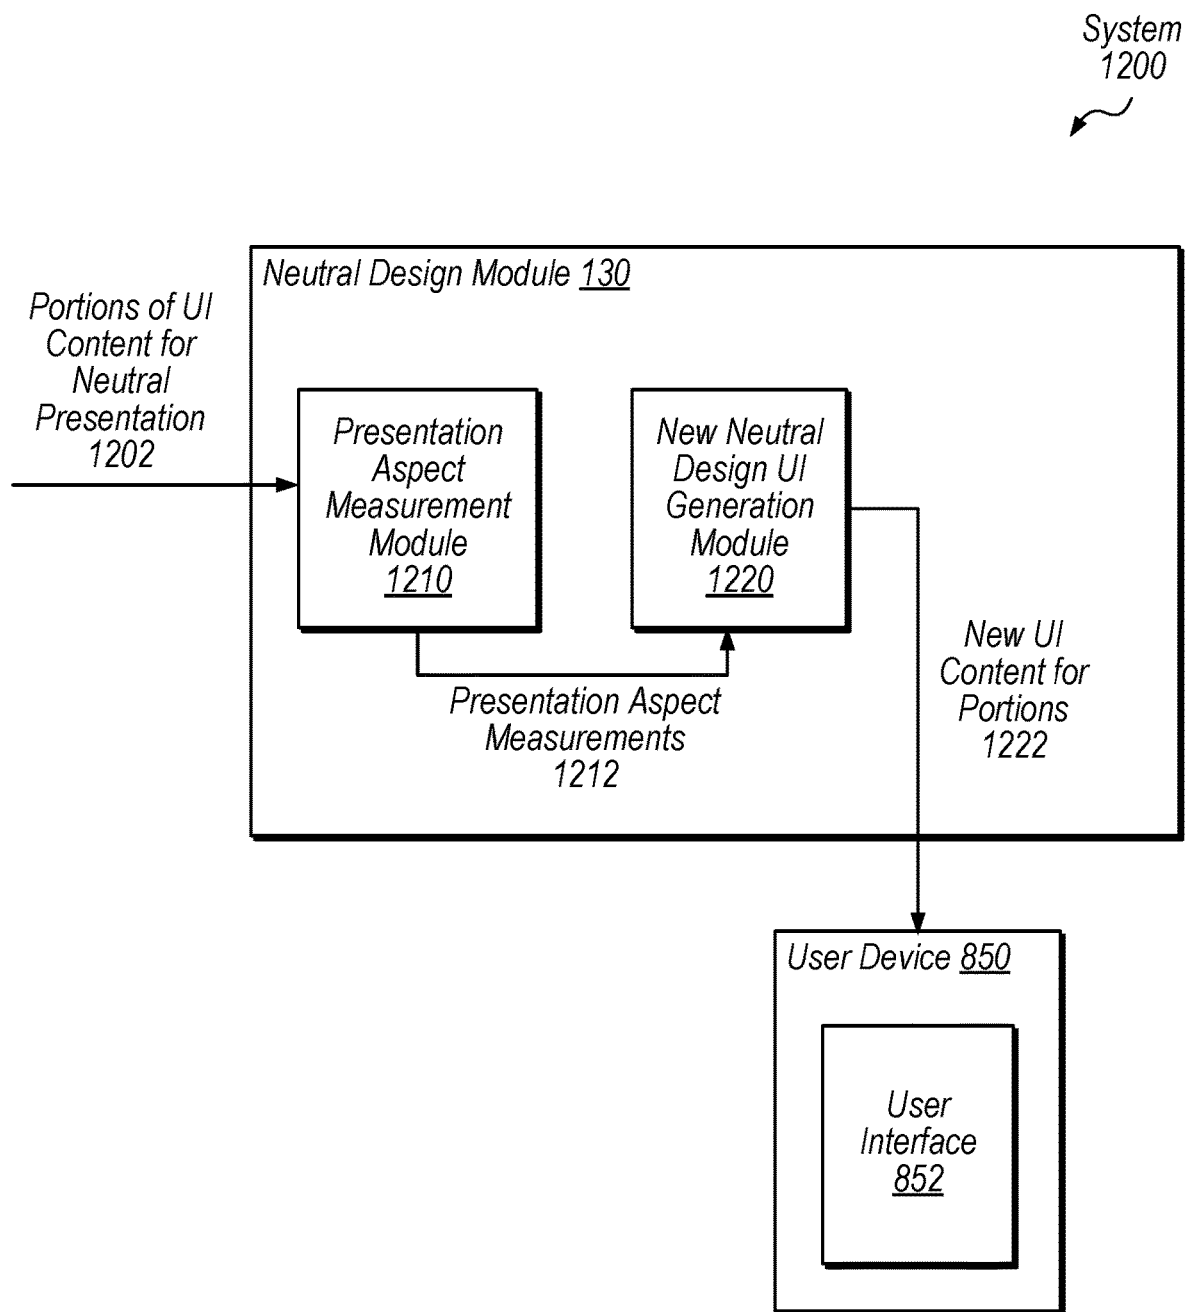 System
1200
Neutral Design Module 130
Portions of UI
Content for
Neutral
Presentation
1202
Presentation
Aspect
Measurement
Module
1210
New Neutral
Design UI
Generation
Module
1220
Presentation Aspect
Measurements
1212
New UI
Content for
Portions
1222
User Device 850
User
Interface
852